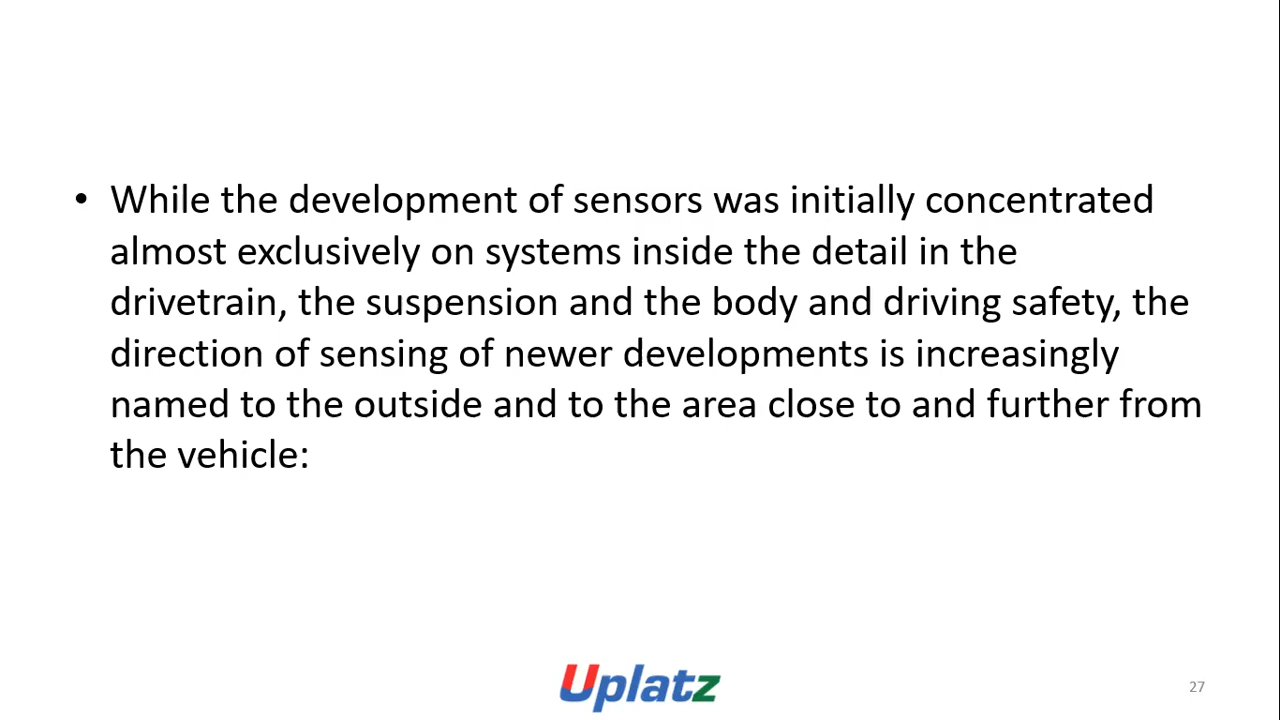 • While the development of sensors was initially concentrated
almost exclusively on systems inside the detail in the
drivetrain, the suspension and the body and driving safety, the
direction of sensing of newer developments is increasingly
named to the outside and to the area close to and further from
the vehicle:
Uplatz
27